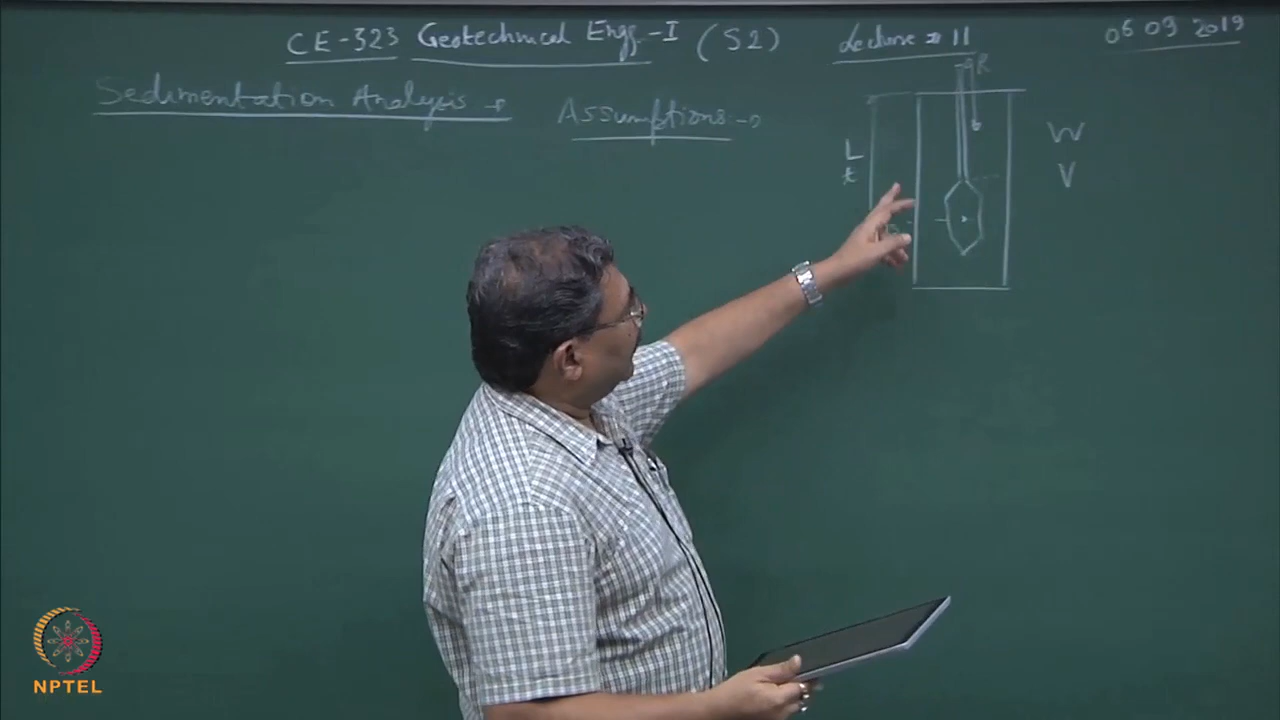 CE-323 Geotechnical Engg.-I (S2) Lecture # 11 06 09 2019
Sedimentation Analysis → Assumptions →
R
W
L
V
t
NPTEL